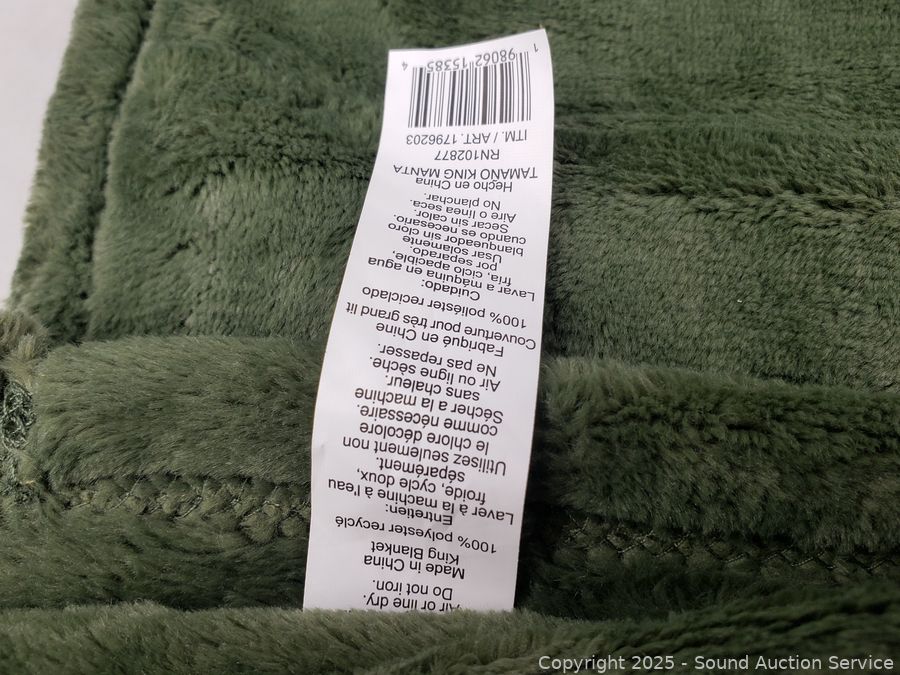 Air or line dry.
Do not iron.
Made in China
King Blanket
100% polyester recyclé
Entretien:
Laver à la machine à l'eau
froide, cycle doux,
séparément.
Utilisez seulement non
le chlore décolore
comme nécessaire.
Sécher a la machine
sans chaleur.
Air ou ligne sèche.
Ne pas repasser.
Fabriqué en Chine
Couverture pour très grand lit
100% poliéster reciclado
Cuidado:
Lavar a máquina en agua
fría, ciclo apacible,
por separado.
Usar solamente.
blanqueador sin cloro
cuando es necesario.
Secar sin calor.
Aire o línea seca.
No planchar.
Hecho en China
TAMAÑO KING MANTA
RN102877
ITM. / ART. 1796203
1 98062 15385 4
Copyright 2025 - Sound Auction Service